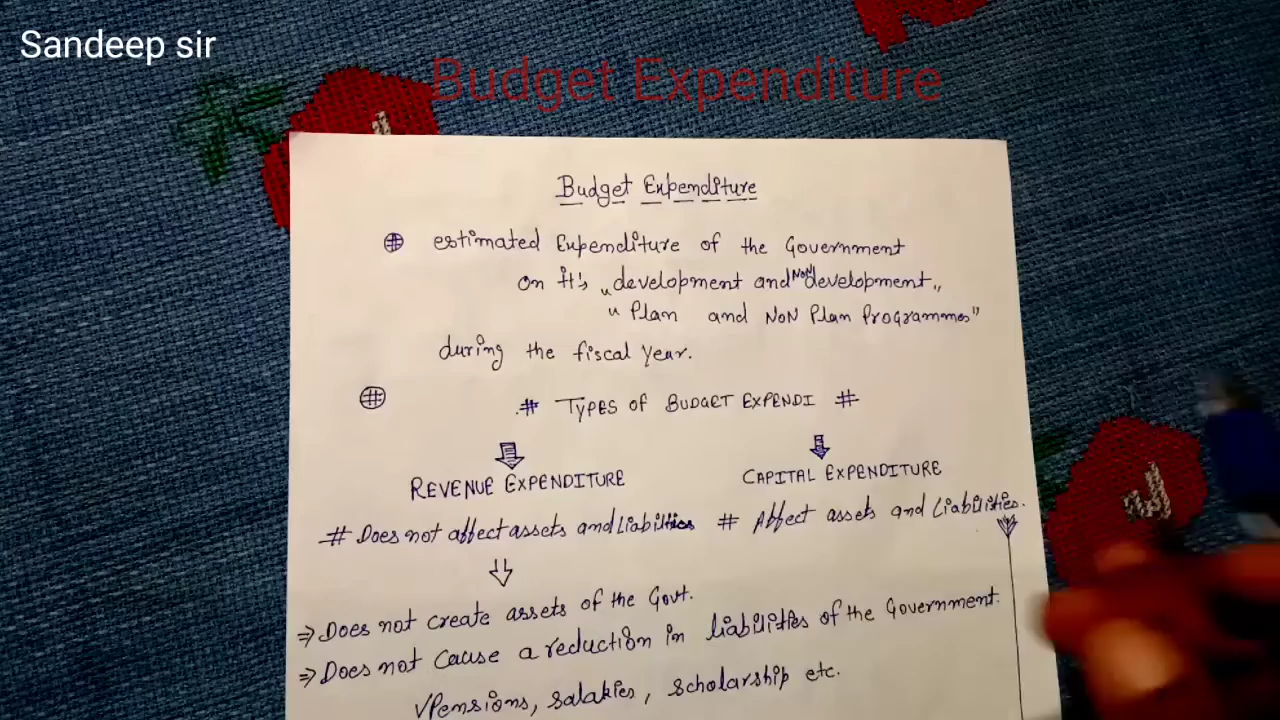 Sandeep sir
Budget Expenditure
Budget Expenditure
estimated Expenditure of the Government
on It's "development and NON development"
"Plan and NON Plan Programmes"
during the fiscal year.
# TYPES OF BUDGET EXPENDI #
REVENUE EXPENDITURE CAPITAL EXPENDITURE
# Does not affect assets and Liabilties # Affect assets and Liabilities.
⇒ Does not create assets of the Govt.
⇒ Does not cause a reduction in liabilities of the Government.
√Pensions, salaries, scholarship etc.